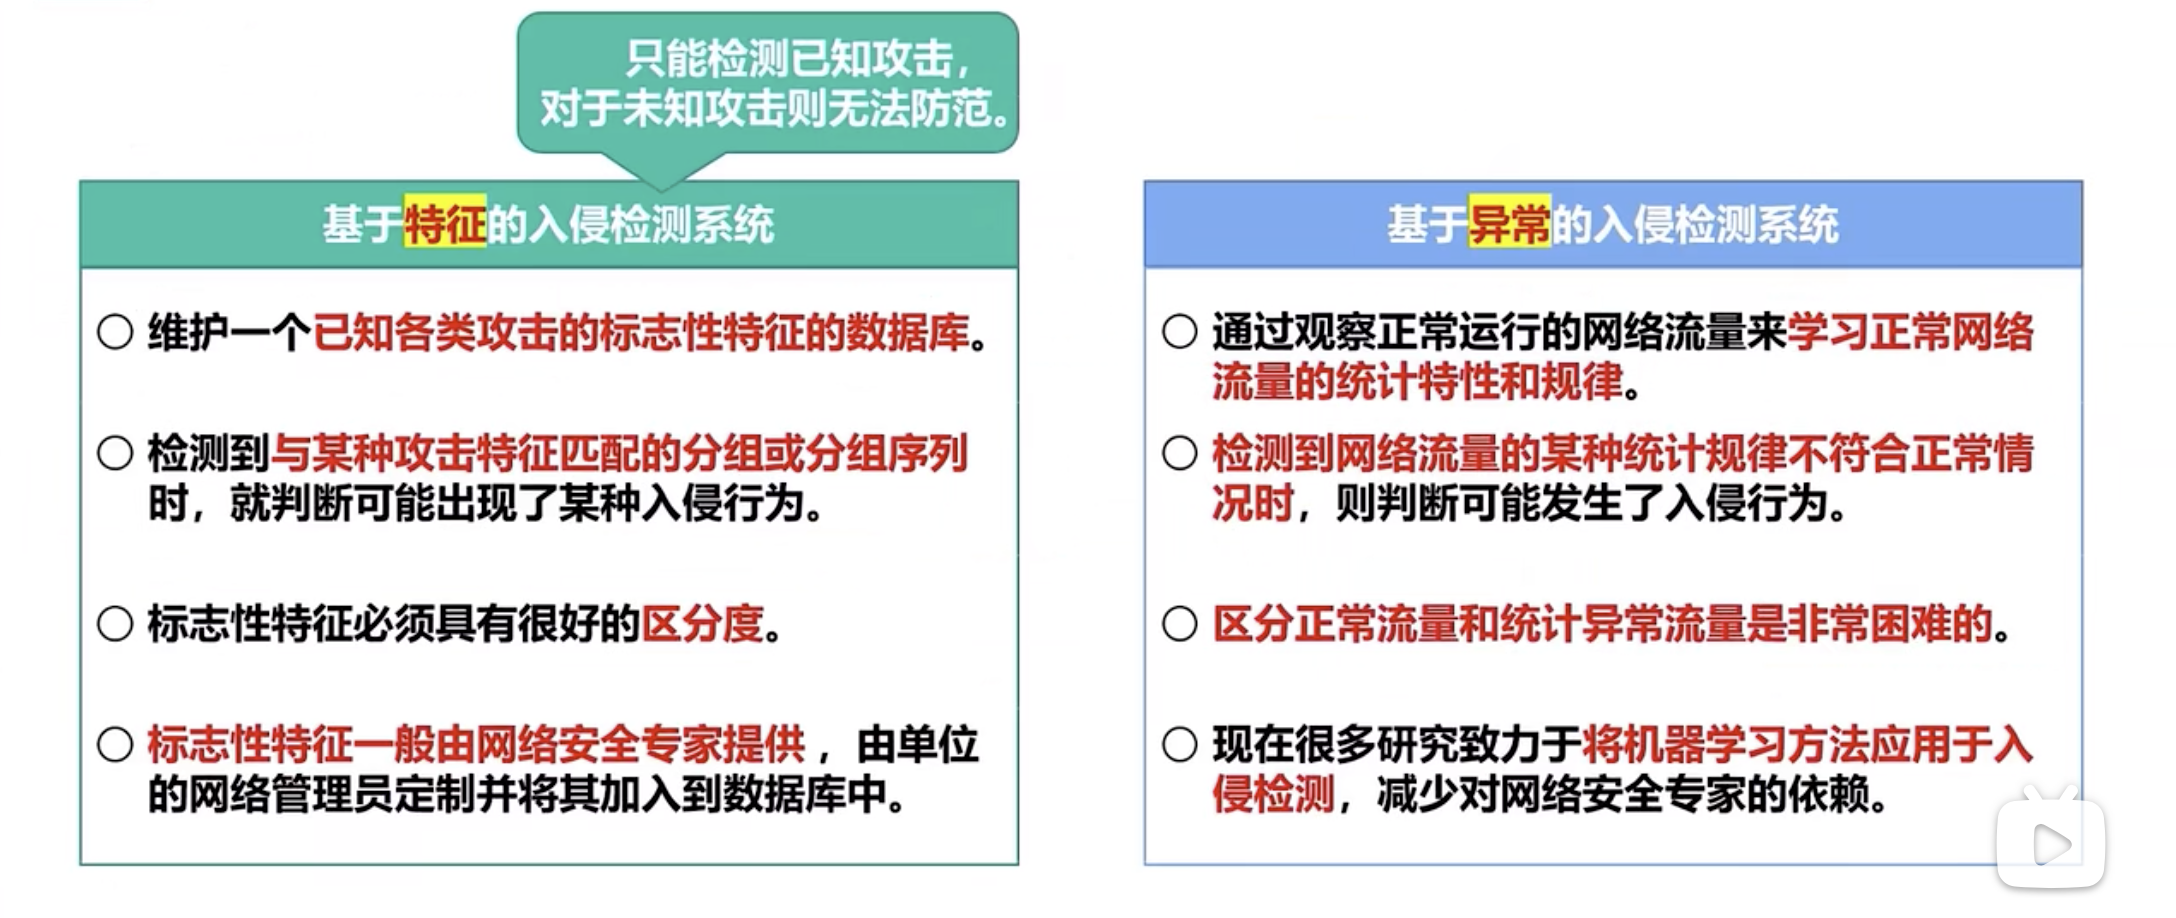 只能检测已知攻击，
对于未知攻击则无法防范。
基于特征的入侵检测系统
○ 维护一个已知各类攻击的标志性特征的数据库。
○ 检测到与某种攻击特征匹配的分组或分组序列
时，就判断可能出现了某种入侵行为。
○ 标志性特征必须具有很好的区分度。
○ 标志性特征一般由网络安全专家提供，由单位
的网络管理员定制并将其加入到数据库中。
基于异常的入侵检测系统
○ 通过观察正常运行的网络流量来学习正常网络
流量的统计特性和规律。
○ 检测到网络流量的某种统计规律不符合正常情
况时，则判断可能发生了入侵行为。
○ 区分正常流量和统计异常流量是非常困难的。
○ 现在很多研究致力于将机器学习方法应用于入
侵检测，减少对网络安全专家的依赖。